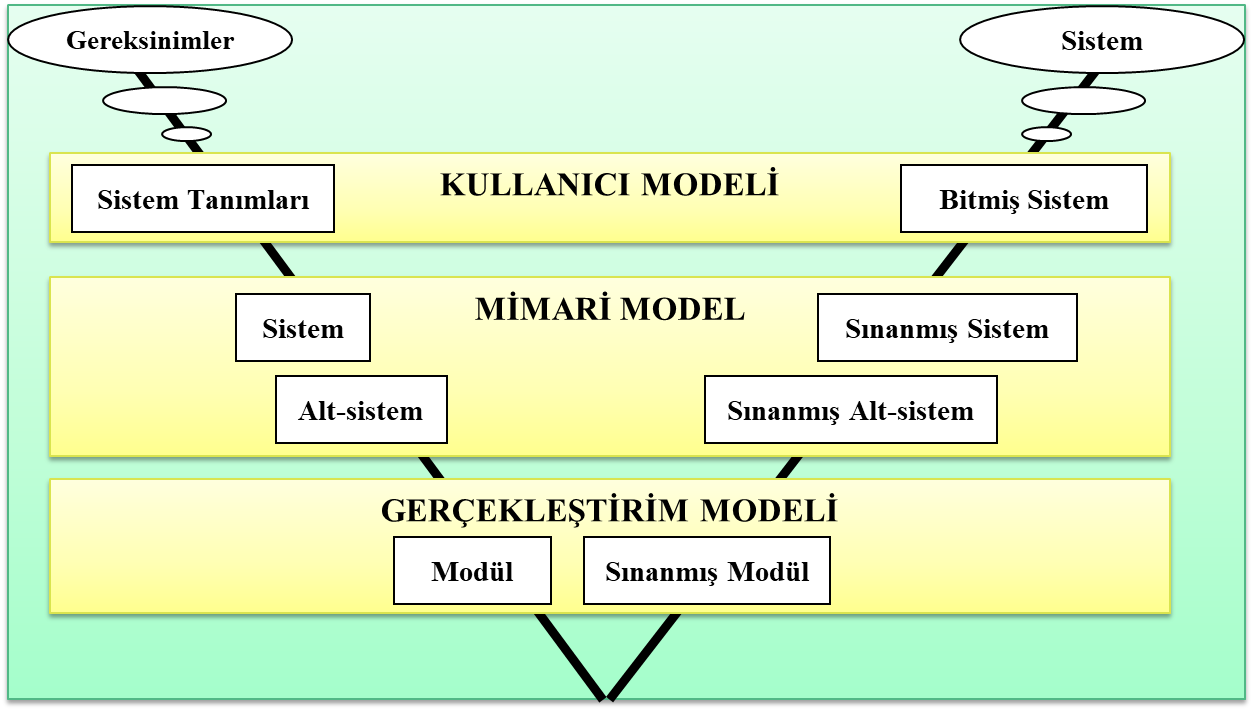 Gereksinimler
Sistem
Sistem Tanımları
KULLANICI MODELİ
Bitmiş Sistem
MİMARİ MODEL
Sistem
Sınanmış Sistem
Alt-sistem
Sınanmış Alt-sistem
GERÇEKLEŞTİRİM MODELİ
Modül
Sınanmış Modül